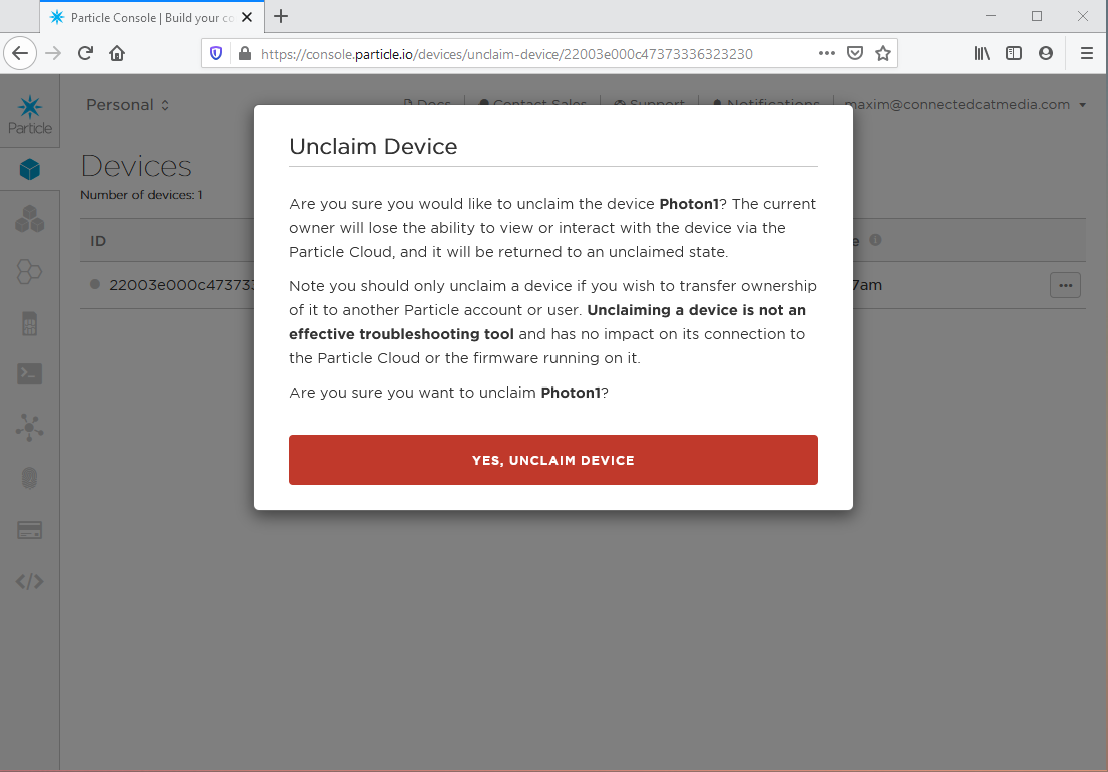 Particle Console | Build your co
https://console.particle.io/devices/unclaim-device/22003e000c47373336323230
Particle
Personal
Docs
Contact Sales
Support
Notifications
maxim@connectedcatmedia.com
Devices
Number of devices: 1
ID
22003e000c47373
7am
Unclaim Device
Are you sure you would like to unclaim the device Photon1? The current
owner will lose the ability to view or interact with the device via the
Particle Cloud, and it will be returned to an unclaimed state.
Note you should only unclaim a device if you wish to transfer ownership
of it to another Particle account or user. Unclaiming a device is not an
effective troubleshooting tool and has no impact on its connection to
the Particle Cloud or the firmware running on it.
Are you sure you want to unclaim Photon1?
YES, UNCLAIM DEVICE